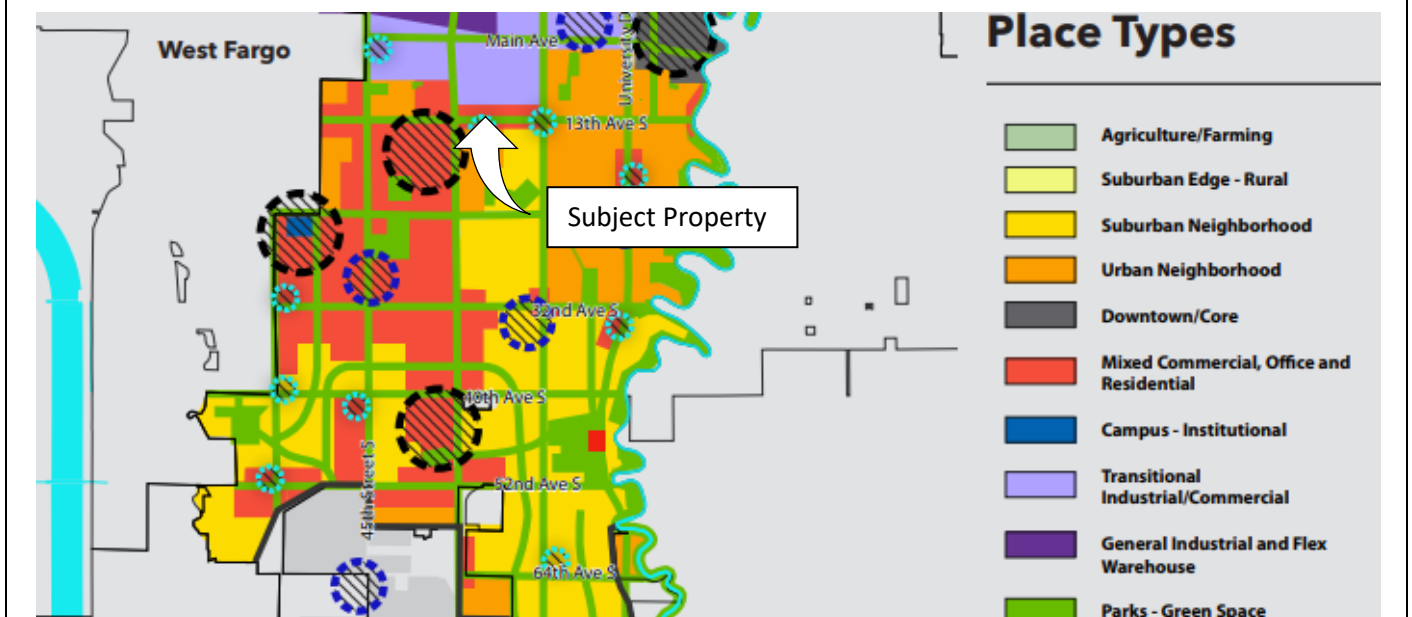 Place Types
West Fargo
Main Ave
University D
13th Ave S
Subject Property
32nd Ave S
40th Ave S
45th Street S
52nd Ave S
64th Ave S
Agriculture/Farming
Suburban Edge - Rural
Suburban Neighborhood
Urban Neighborhood
Downtown/Core
Mixed Commercial, Office and
Residential
Campus - Institutional
Transitional
Industrial/Commercial
General Industrial and Flex
Warehouse
Parks - Green Space